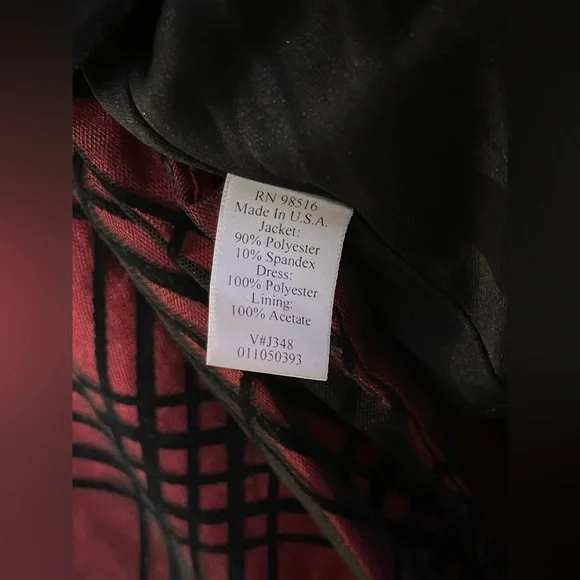 RN 98516
Made In U.S.A.
Jacket:
90% Polyester
10% Spandex
Dress:
100% Polyester
Lining:
100% Acetate
V#J348
011050393